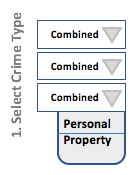 1. Select Crime Type
Combined
Combined
Combined
Personal
Property